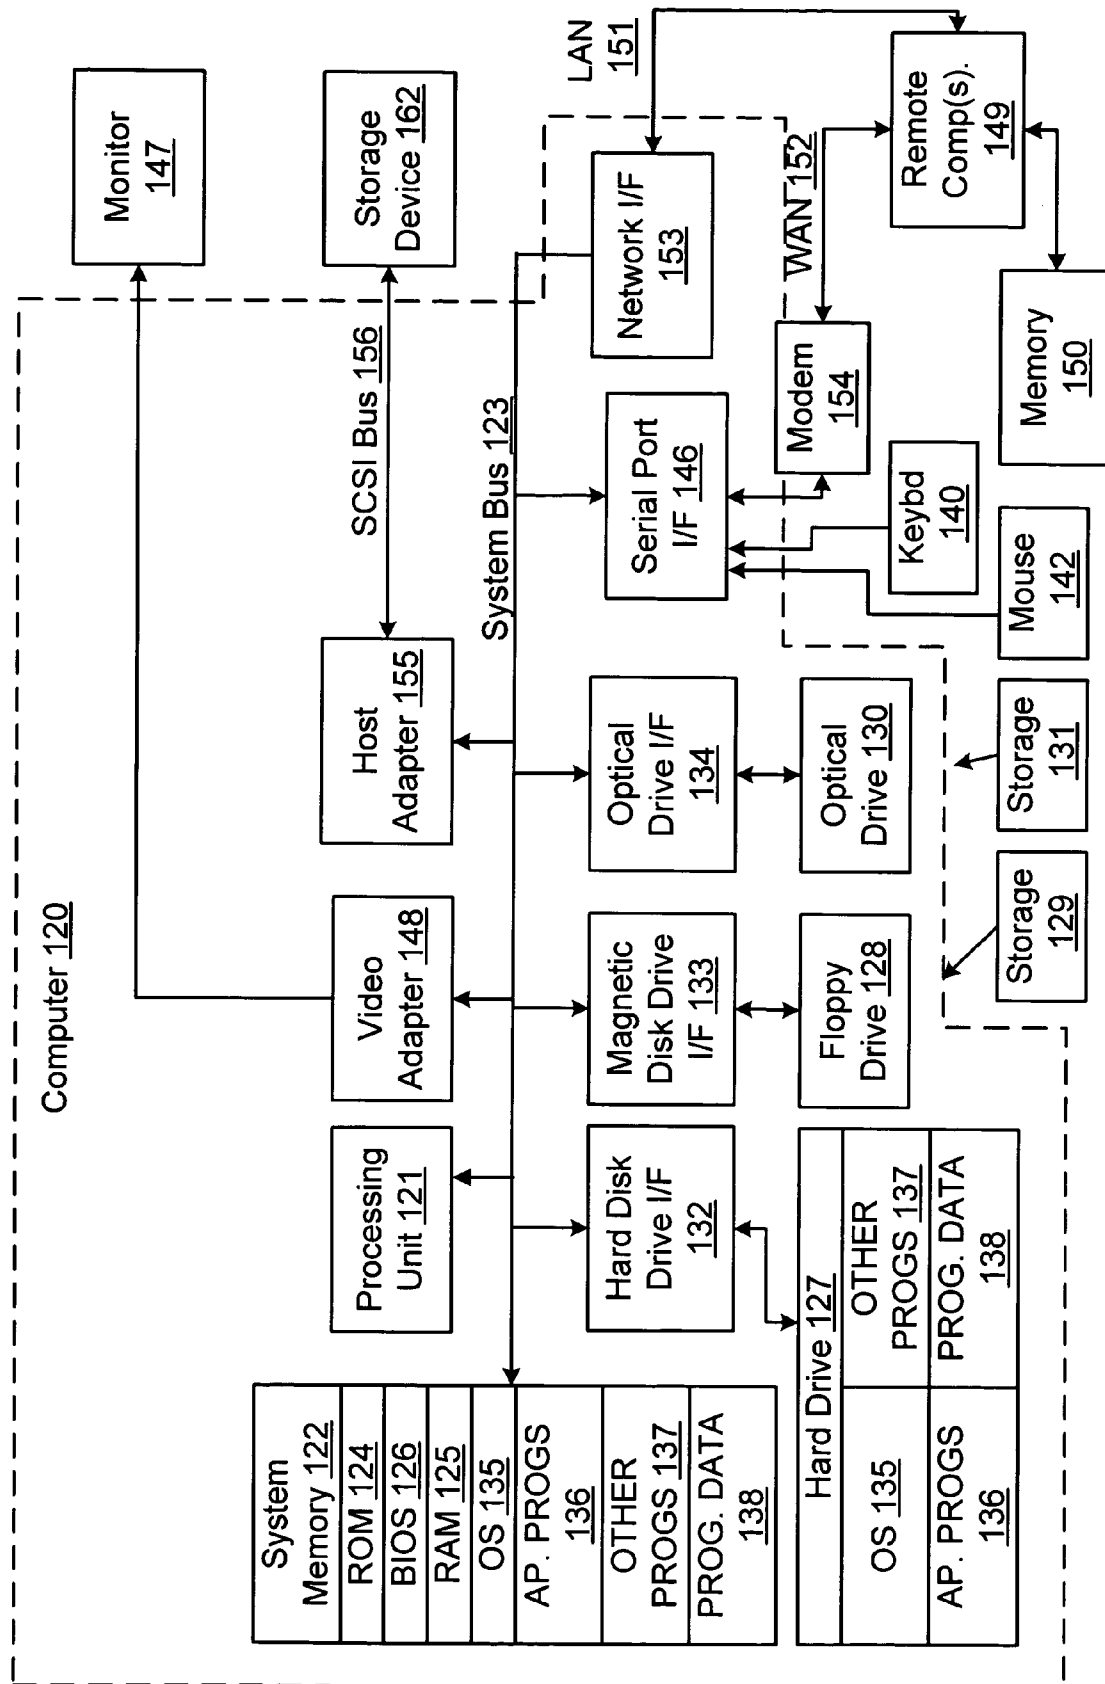 Computer 120
Monitor
147
Storage
Device 162
SCSI Bus 156
System Bus 123
System
Memory 122
ROM 124
BIOS 126
RAM 125
OS 135
AP. PROGS
136
OTHER
PROGS 137
PROG. DATA
138
Processing
Unit 121
Video
Adapter 148
Host
Adapter 155
Hard Disk
Drive I/F
132
Magnetic
Disk Drive
I/F 133
Optical
Drive I/F
134
Serial Port
I/F 146
Network I/F
153
LAN
151
Hard Drive 127
OS 135
OTHER
PROGS 137
AP. PROGS
136
PROG. DATA
138
Floppy
Drive 128
Optical
Drive 130
Modem
154
WAN 152
Remote
Comp(s).
149
Storage
129
Storage
131
Mouse
142
Keybd
140
Memory
150